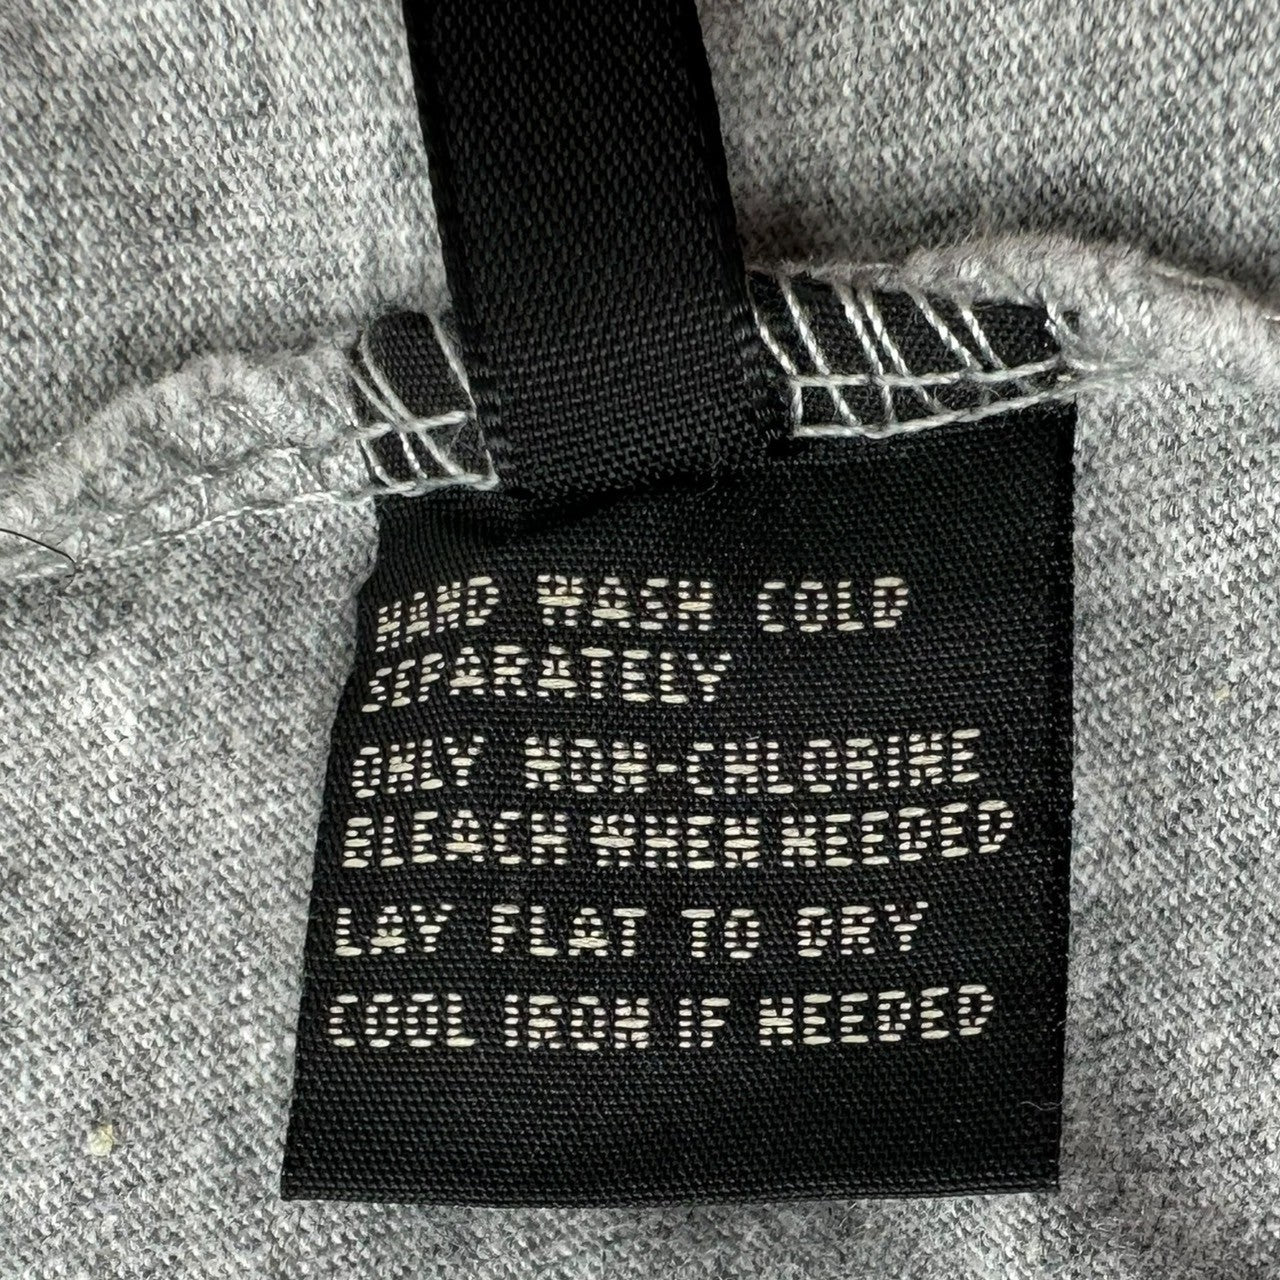 HAND WASH COLD
SEPARATELY
ONLY NON-CHLORINE
BLEACH WHEN NEEDED
LAY FLAT TO DRY
COOL IRON IF NEEDED